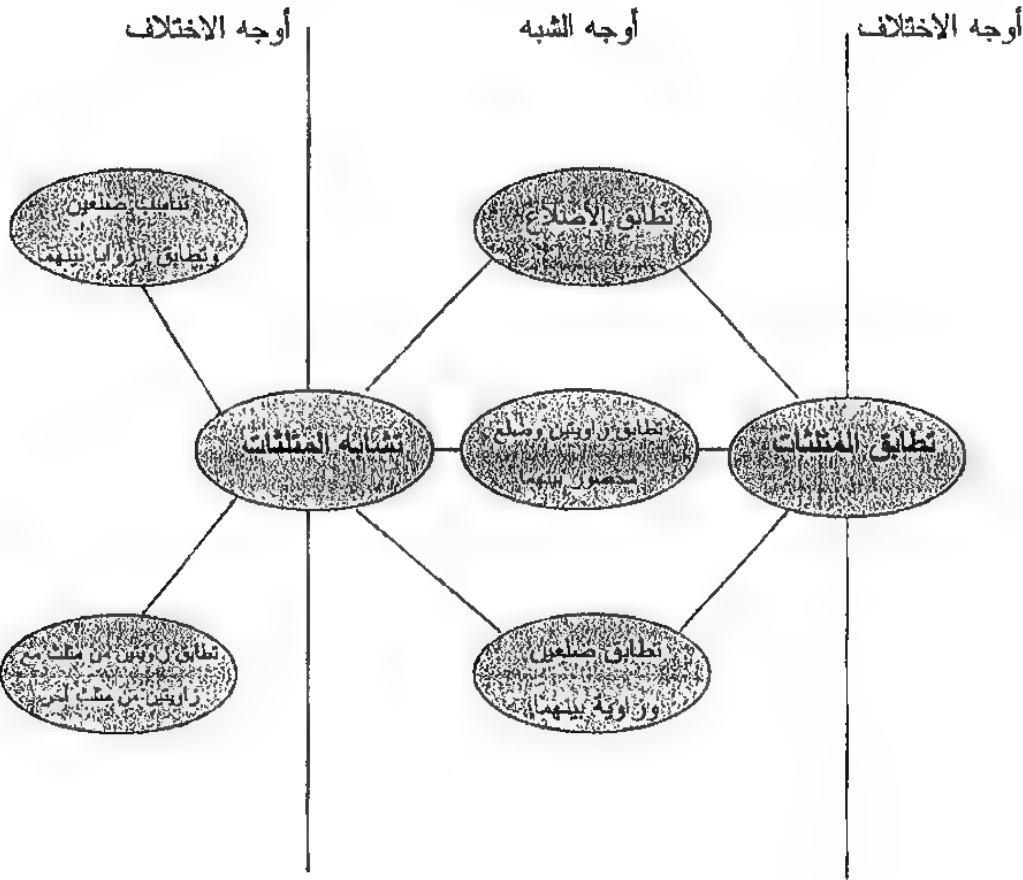 أوجه الاختلاف
أوجه الشبه
أوجه الاختلاف
تطابق الأضلاع
تناسب ضلعين
وتطابق الزوايا بينهما
تطابق المثلثات
تطابق زاويتين وضلع
محصور بينهما
تشابه المثلثات
تطابق ضلعين
وزاوية بينهما
تطابق زاويتين من مثلث مع
زاويتين من مثلث آخر